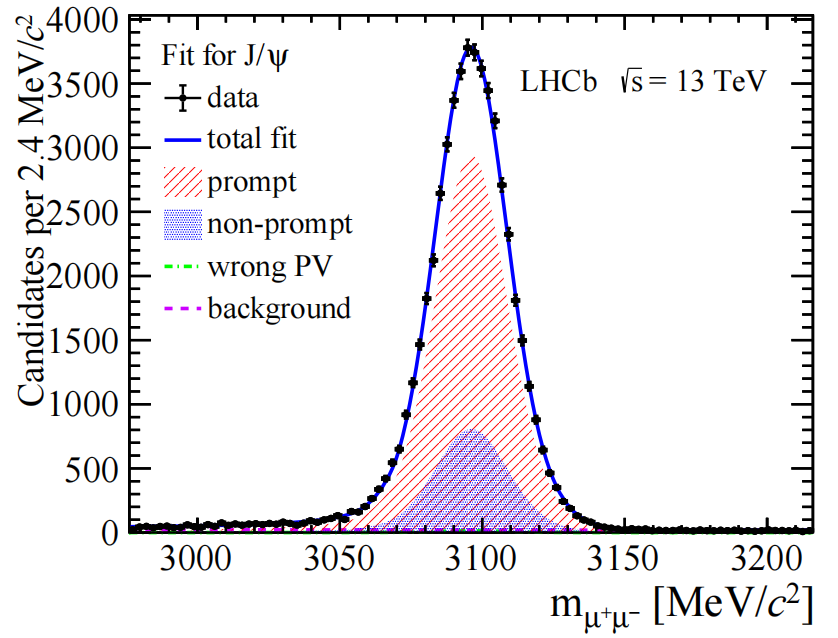 Candidates per 2.4 MeV/c²
4000
3500
3000
2500
2000
1500
1000
500
0
Fit for J/ψ
data
total fit
prompt
non-prompt
wrong PV
background
LHCb √s = 13 TeV
3000 3050 3100 3150 3200
m_μ⁺μ⁻ [MeV/c²]